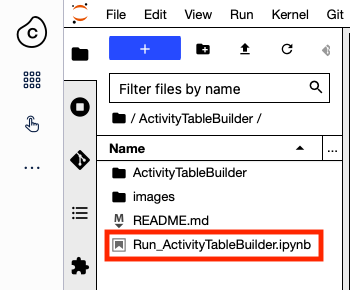 C
File Edit View Run Kernel Git
+
Filter files by name
/ ActivityTableBuilder /
Name ...
ActivityTableBuilder
images
M README.md
Run_ActivityTableBuilder.ipynb
...